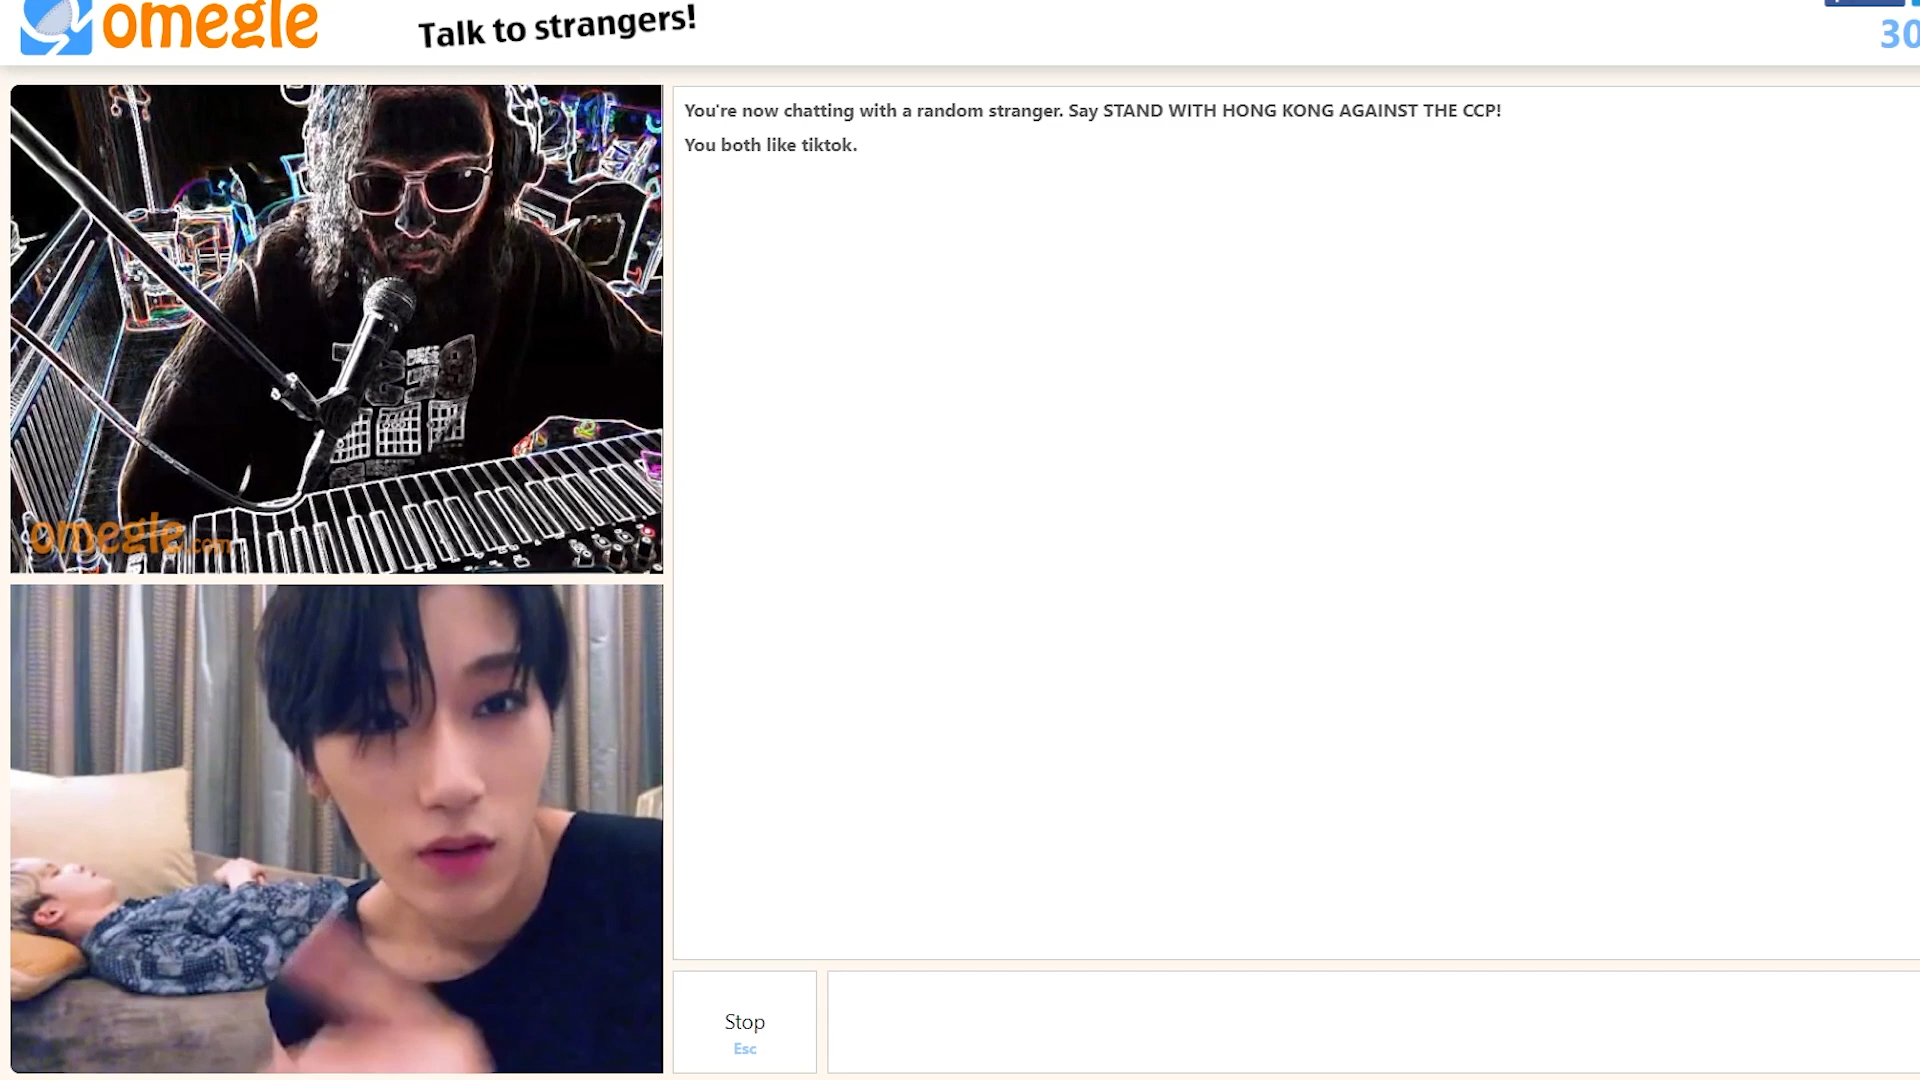 omegle
Talk to strangers!
30
You're now chatting with a random stranger. Say STAND WITH HONG KONG AGAINST THE CCP!
You both like tiktok.
omegle.com
Stop
Esc